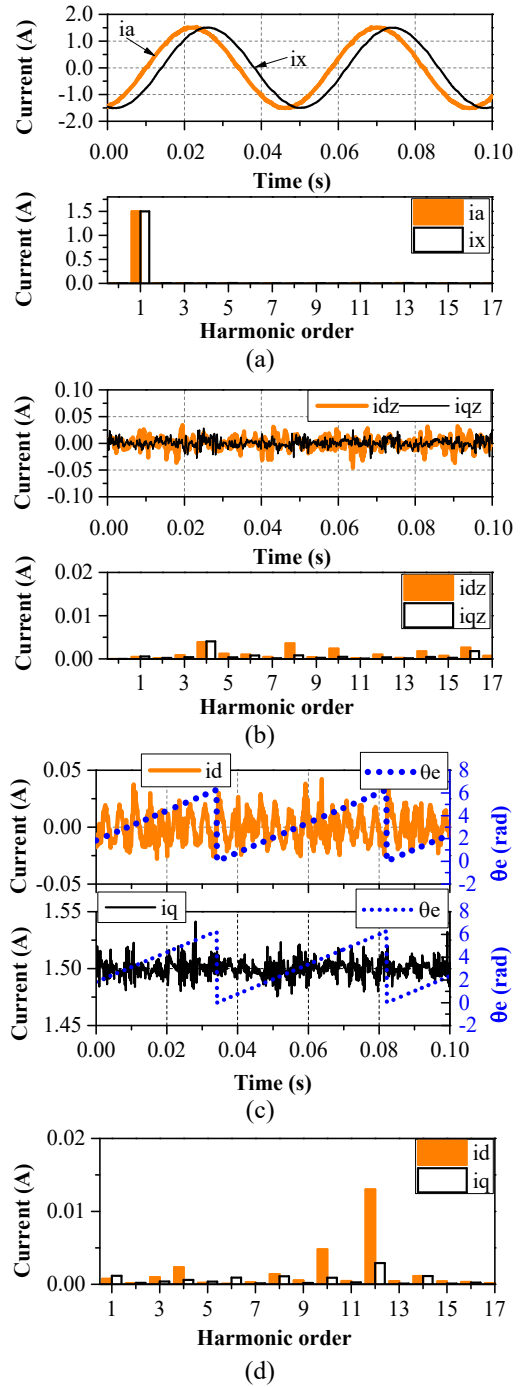 2.0
1.0
0.0
-1.0
-2.0
Current (A)
ia
ix
0.00 0.02 0.04 0.06 0.08 0.10
Time (s)
1.5
1.0
0.5
0.0
Current (A)
ia
ix
1 3 5 7 9 11 13 15 17
Harmonic order
(a)
0.10
0.05
0.00
-0.05
-0.10
Current (A)
idz iqz
0.00 0.02 0.04 0.06 0.08 0.10
Time (s)
0.02
0.01
0.00
Current (A)
idz
iqz
1 3 5 7 9 11 13 15 17
Harmonic order
(b)
id θe
0.05
0.00
-0.05
Current (A)
8
6
4
2
0
-2
θe (rad)
iq θe
1.55
1.50
1.45
Current (A)
8
6
4
2
0
-2
θe (rad)
0.00 0.02 0.04 0.06 0.08 0.10
Time (s)
(c)
0.02
0.01
0.00
Current (A)
id
iq
1 3 5 7 9 11 13 15 17
Harmonic order
(d)